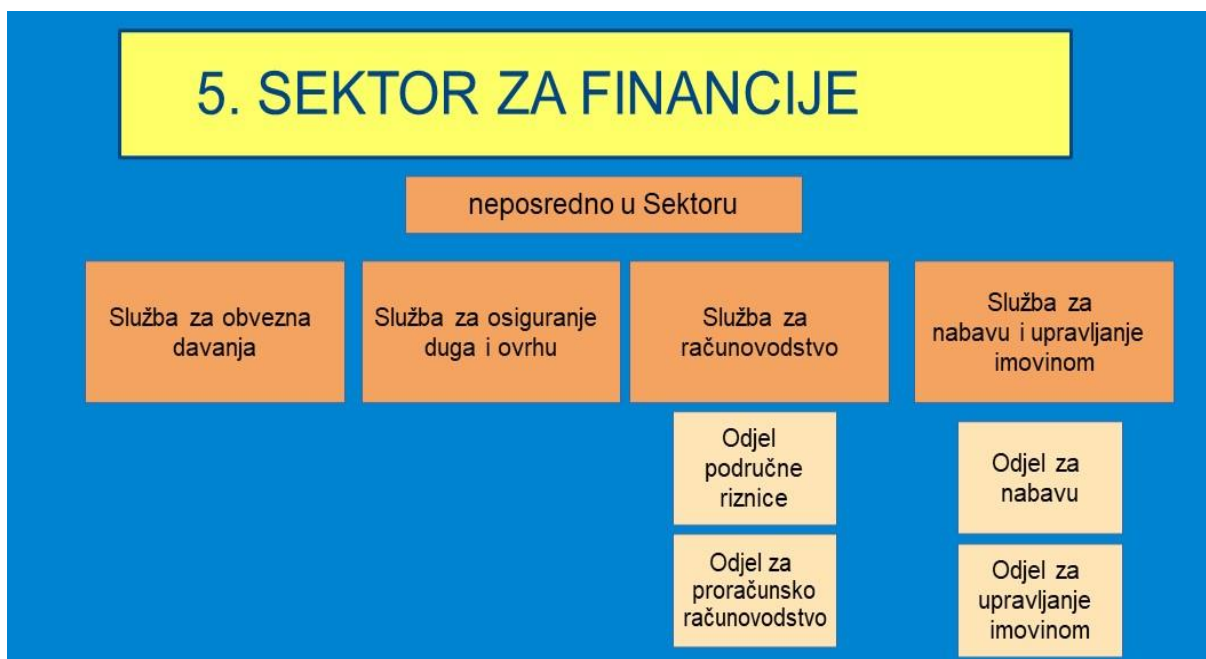 5. SEKTOR ZA FINANCIJE
neposredno u Sektoru
Služba za obvezna
davanja
Služba za osiguranje
duga i ovrhu
Služba za
računovodstvo
Služba za
nabavu i upravljanje
imovinom
Odjel
područne
riznice
Odjel za
proračunsko
računovodstvo
Odjel za
nabavu
Odjel za
upravljanje
imovinom